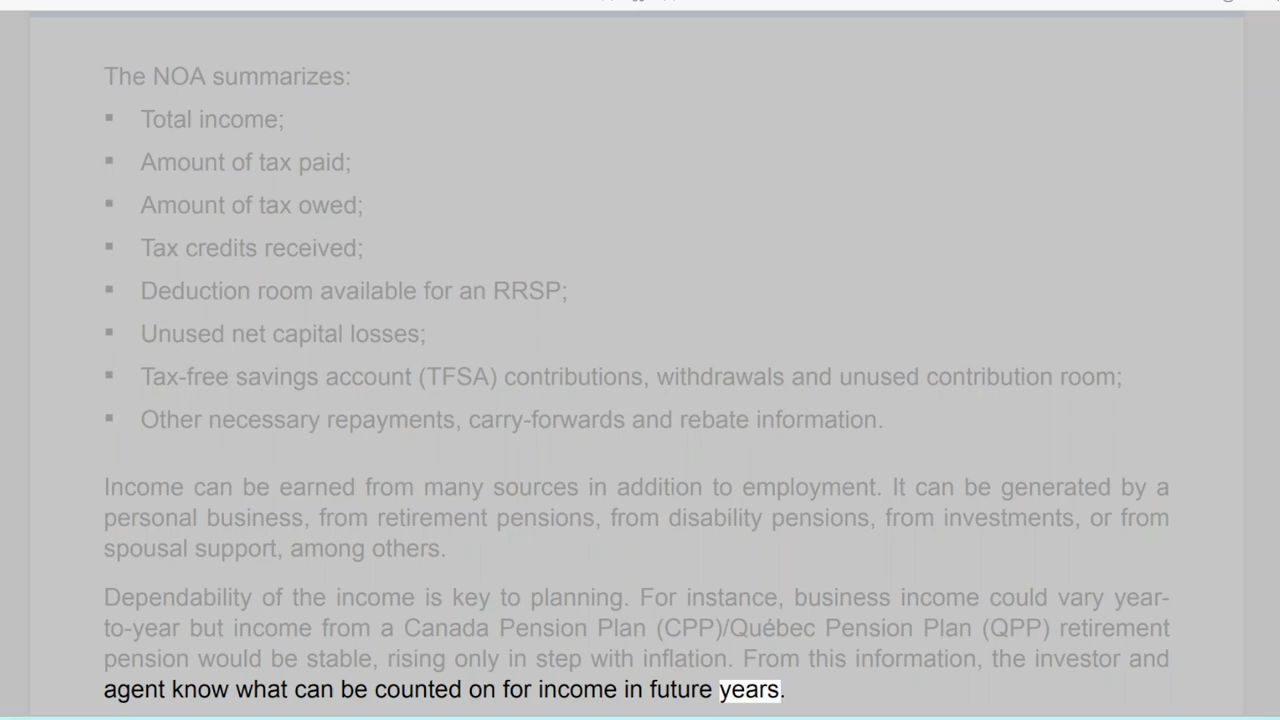 The NOA summarizes:
▪ Total income;
▪ Amount of tax paid;
▪ Amount of tax owed;
▪ Tax credits received;
▪ Deduction room available for an RRSP;
▪ Unused net capital losses;
▪ Tax-free savings account (TFSA) contributions, withdrawals and unused contribution room;
▪ Other necessary repayments, carry-forwards and rebate information.
Income can be earned from many sources in addition to employment. It can be generated by a
personal business, from retirement pensions, from disability pensions, from investments, or from
spousal support, among others.
Dependability of the income is key to planning. For instance, business income could vary year-
to-year but income from a Canada Pension Plan (CPP)/Québec Pension Plan (QPP) retirement
pension would be stable, rising only in step with inflation. From this information, the investor and
agent know what can be counted on for income in future years.